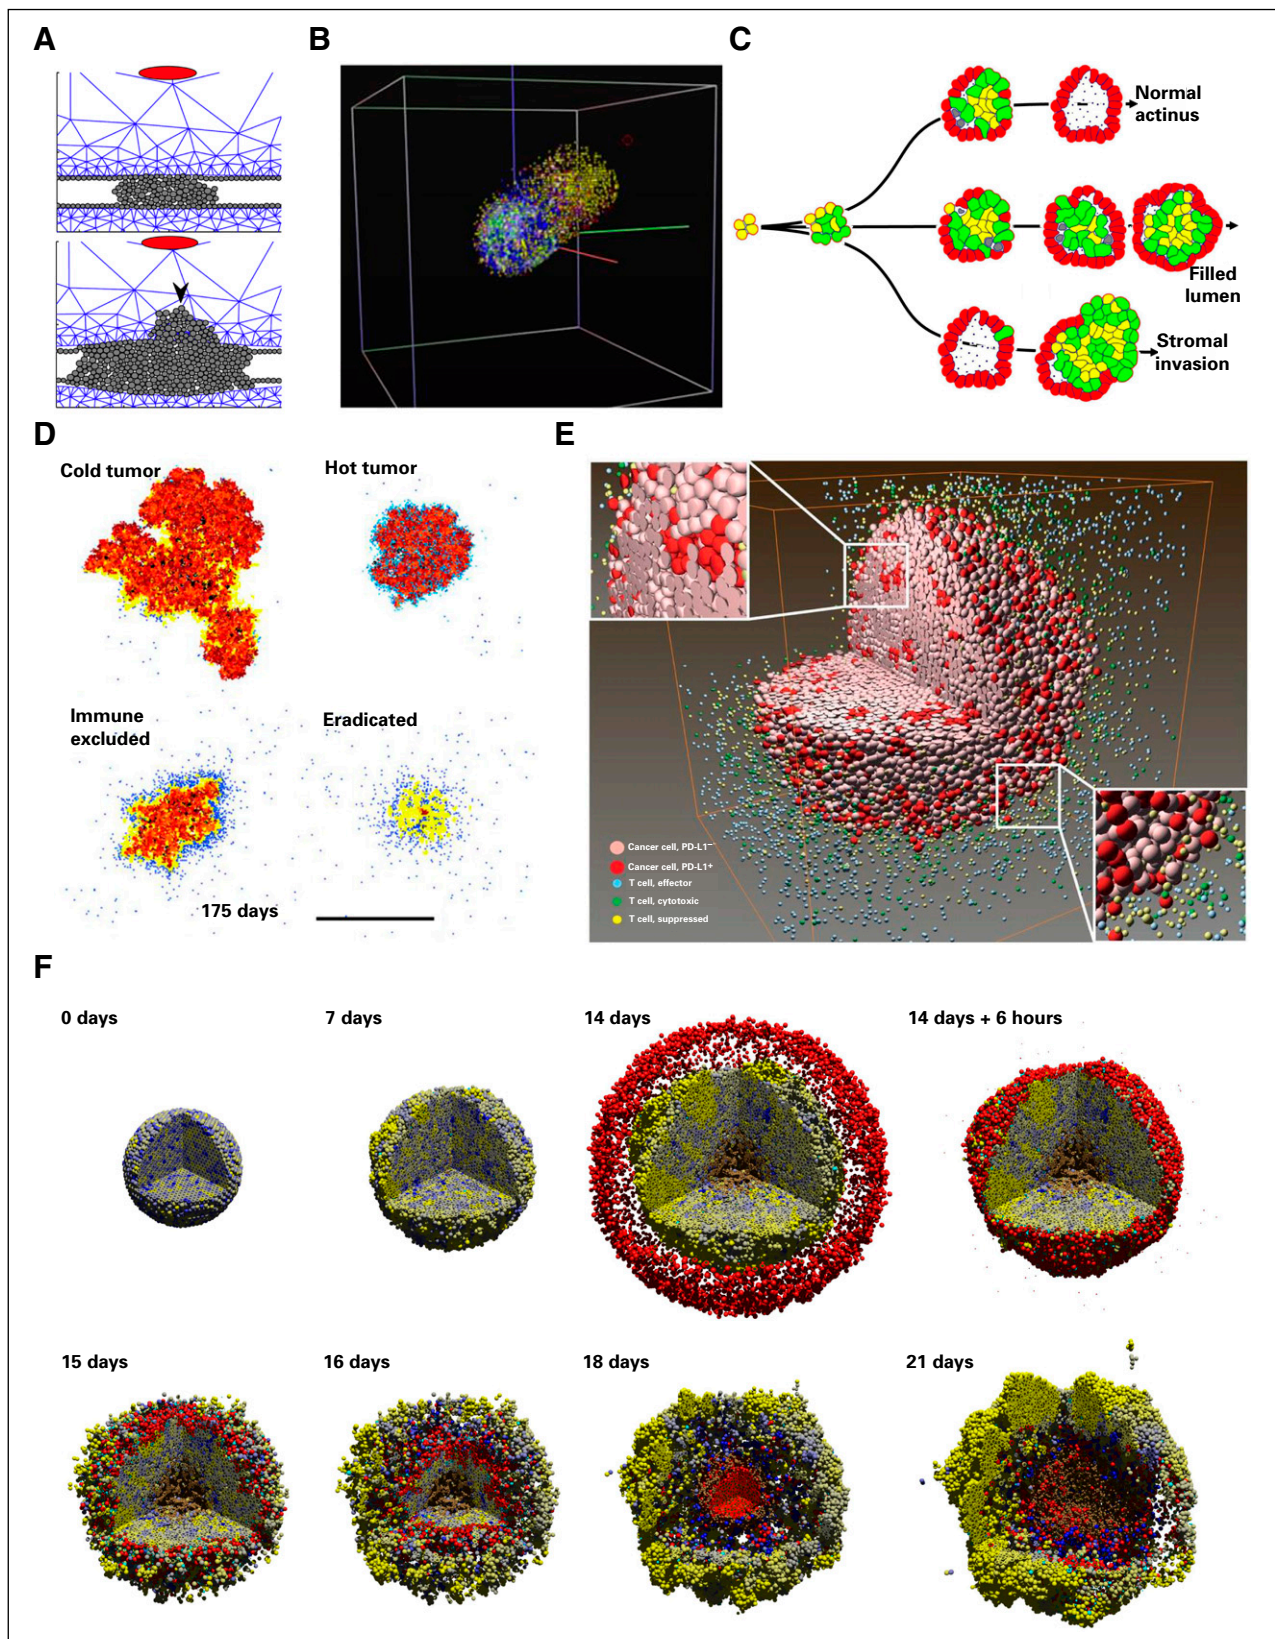 A
B
C
Normal
actinus
Filled
lumen
Stromal
invasion
D
Cold tumor
Hot tumor
Immune
excluded
Eradicated
175 days
E
Cancer cell, PD-L1−
Cancer cell, PD-L1+
T cell, effector
T cell, cytotoxic
T cell, suppressed
F
0 days
7 days
14 days
14 days + 6 hours
15 days
16 days
18 days
21 days